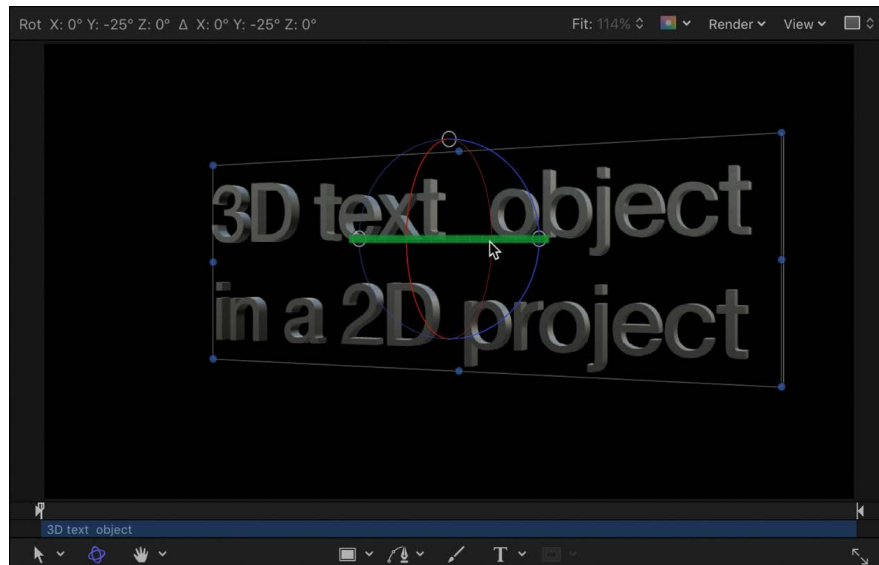 Rot X: 0° Y: -25° Z: 0° Δ X: 0° Y: -25° Z: 0° Fit: 114% Render View
3D text object
in a 2D project
3D text object
T